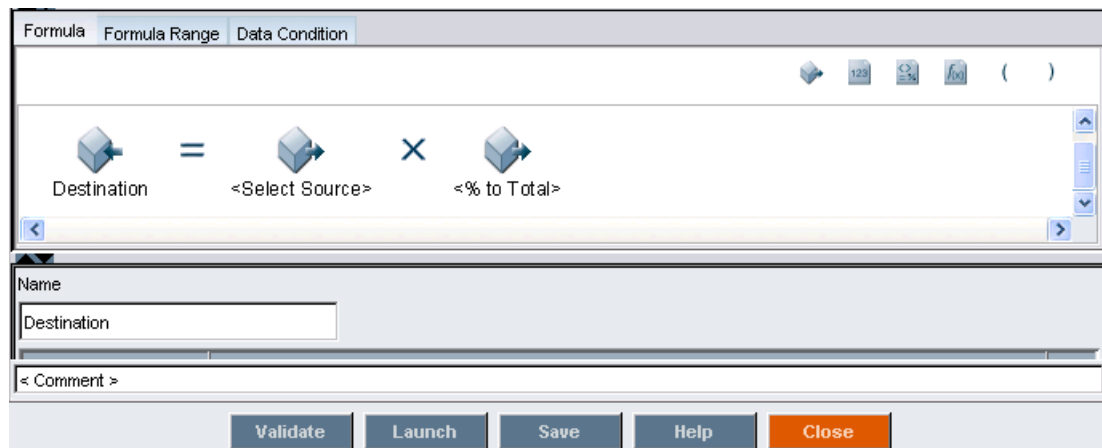 Formula Formula Range Data Condition
123 <> =% f(x) ( )
= ×
Destination <Select Source> <% to Total>
Name
Destination
< Comment >
Validate Launch Save Help Close